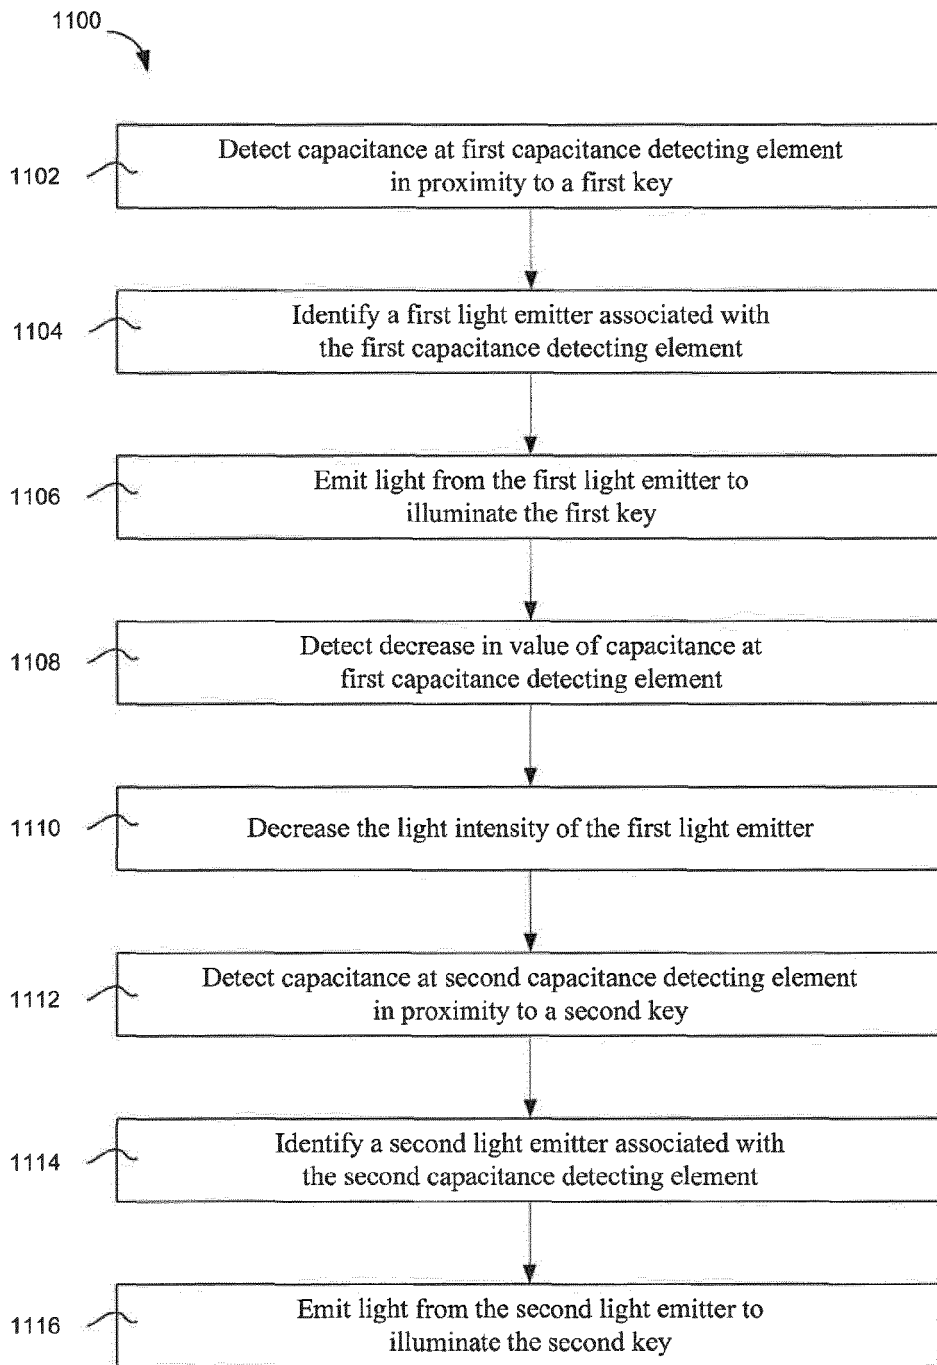 1100
1102
Detect capacitance at first capacitance detecting element
in proximity to a first key
1104
Identify a first light emitter associated with
the first capacitance detecting element
1106
Emit light from the first light emitter to
illuminate the first key
1108
Detect decrease in value of capacitance at
first capacitance detecting element
1110
Decrease the light intensity of the first light emitter
1112
Detect capacitance at second capacitance detecting element
in proximity to a second key
1114
Identify a second light emitter associated with
the second capacitance detecting element
1116
Emit light from the second light emitter to
illuminate the second key